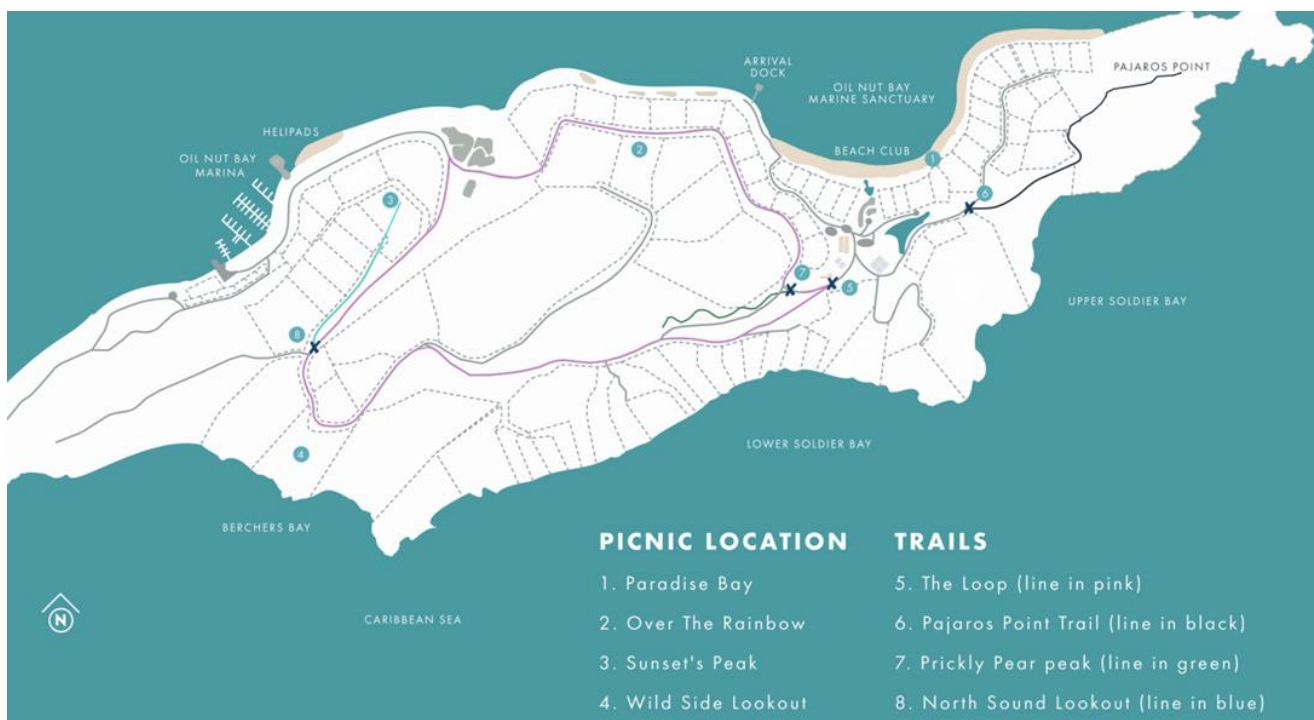 PAJAROS POINT
ARRIVAL
DOCK
OIL NUT BAY
MARINE SANCTUARY
HELIPADS
OIL NUT BAY
MARINA
BEACH CLUB
1
2
3
6
7
5
8
4
UPPER SOLDIER BAY
LOWER SOLDIER BAY
BERCHERS BAY
CARIBBEAN SEA
N
PICNIC LOCATION
1. Paradise Bay
2. Over The Rainbow
3. Sunset's Peak
4. Wild Side Lookout
TRAILS
5. The Loop (line in pink)
6. Pajaros Point Trail (line in black)
7. Prickly Pear peak (line in green)
8. North Sound Lookout (line in blue)